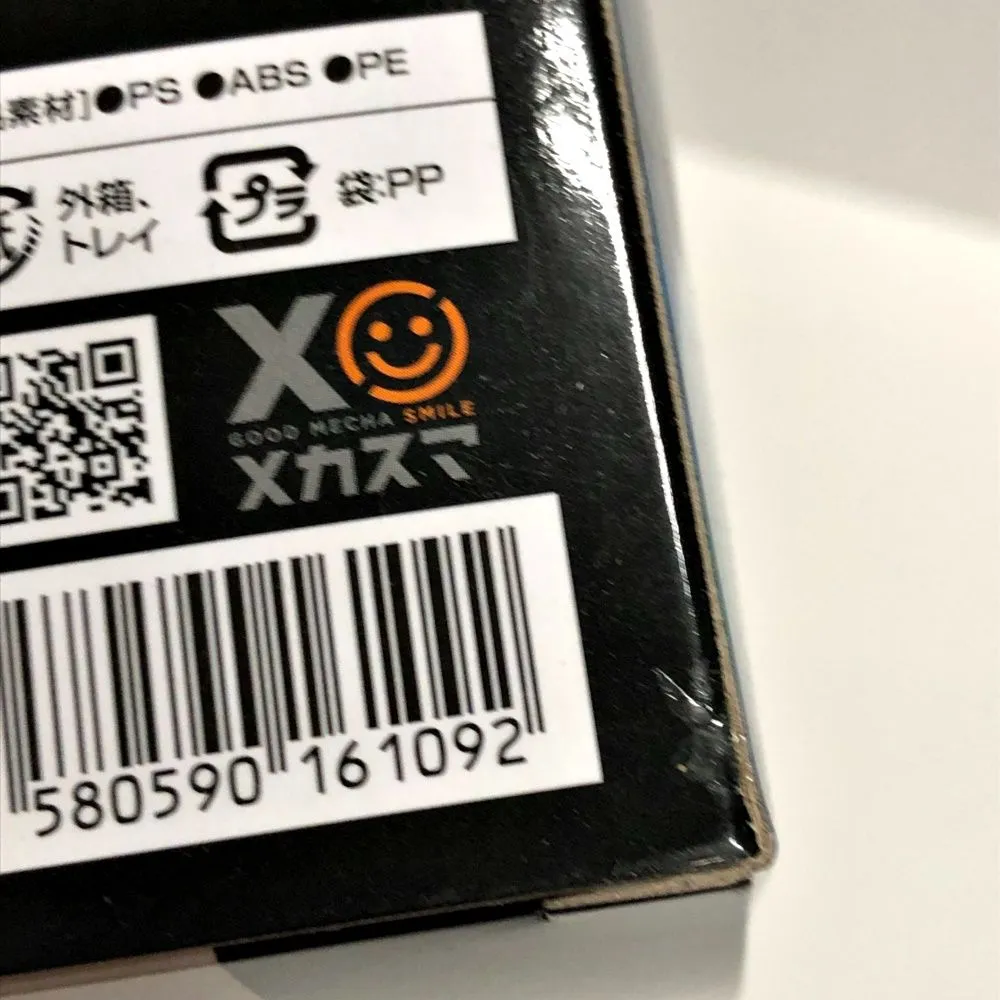 素材]●PS ●ABS ●PE
外箱、
トレイ
プラ
袋:PP
GOOD MECHA SMILE
メカスマ
580590 161092